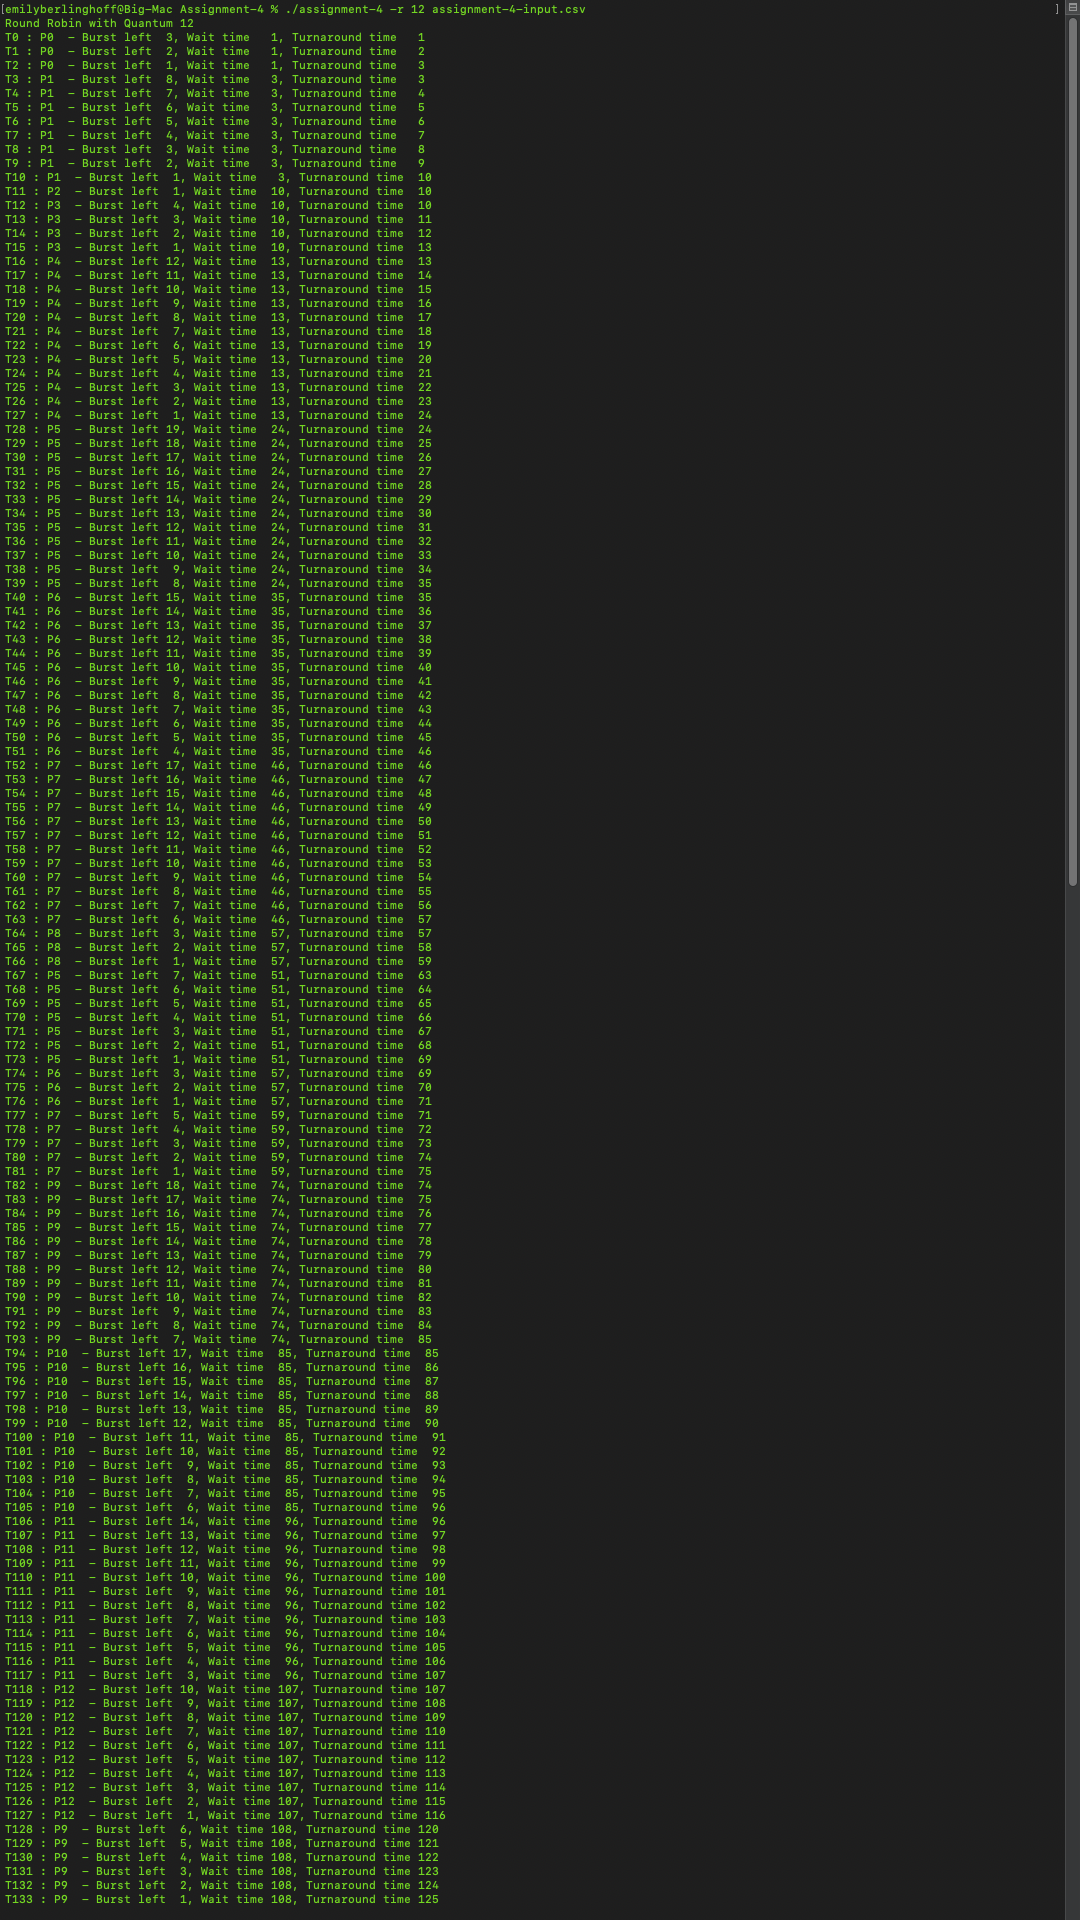 [emilyberlinghoff@Big-Mac Assignment-4 % ./assignment-4 -r 12 assignment-4-input.csv ]
Round Robin with Quantum 12
T0 : P0  – Burst left  3, Wait time   1, Turnaround time   1
T1 : P0  – Burst left  2, Wait time   1, Turnaround time   2
T2 : P0  – Burst left  1, Wait time   1, Turnaround time   3
T3 : P1  – Burst left  8, Wait time   3, Turnaround time   3
T4 : P1  – Burst left  7, Wait time   3, Turnaround time   4
T5 : P1  – Burst left  6, Wait time   3, Turnaround time   5
T6 : P1  – Burst left  5, Wait time   3, Turnaround time   6
T7 : P1  – Burst left  4, Wait time   3, Turnaround time   7
T8 : P1  – Burst left  3, Wait time   3, Turnaround time   8
T9 : P1  – Burst left  2, Wait time   3, Turnaround time   9
T10 : P1  – Burst left  1, Wait time   3, Turnaround time  10
T11 : P2  – Burst left  1, Wait time  10, Turnaround time  10
T12 : P3  – Burst left  4, Wait time  10, Turnaround time  10
T13 : P3  – Burst left  3, Wait time  10, Turnaround time  11
T14 : P3  – Burst left  2, Wait time  10, Turnaround time  12
T15 : P3  – Burst left  1, Wait time  10, Turnaround time  13
T16 : P4  – Burst left 12, Wait time  13, Turnaround time  13
T17 : P4  – Burst left 11, Wait time  13, Turnaround time  14
T18 : P4  – Burst left 10, Wait time  13, Turnaround time  15
T19 : P4  – Burst left  9, Wait time  13, Turnaround time  16
T20 : P4  – Burst left  8, Wait time  13, Turnaround time  17
T21 : P4  – Burst left  7, Wait time  13, Turnaround time  18
T22 : P4  – Burst left  6, Wait time  13, Turnaround time  19
T23 : P4  – Burst left  5, Wait time  13, Turnaround time  20
T24 : P4  – Burst left  4, Wait time  13, Turnaround time  21
T25 : P4  – Burst left  3, Wait time  13, Turnaround time  22
T26 : P4  – Burst left  2, Wait time  13, Turnaround time  23
T27 : P4  – Burst left  1, Wait time  13, Turnaround time  24
T28 : P5  – Burst left 19, Wait time  24, Turnaround time  24
T29 : P5  – Burst left 18, Wait time  24, Turnaround time  25
T30 : P5  – Burst left 17, Wait time  24, Turnaround time  26
T31 : P5  – Burst left 16, Wait time  24, Turnaround time  27
T32 : P5  – Burst left 15, Wait time  24, Turnaround time  28
T33 : P5  – Burst left 14, Wait time  24, Turnaround time  29
T34 : P5  – Burst left 13, Wait time  24, Turnaround time  30
T35 : P5  – Burst left 12, Wait time  24, Turnaround time  31
T36 : P5  – Burst left 11, Wait time  24, Turnaround time  32
T37 : P5  – Burst left 10, Wait time  24, Turnaround time  33
T38 : P5  – Burst left  9, Wait time  24, Turnaround time  34
T39 : P5  – Burst left  8, Wait time  24, Turnaround time  35
T40 : P6  – Burst left 15, Wait time  35, Turnaround time  35
T41 : P6  – Burst left 14, Wait time  35, Turnaround time  36
T42 : P6  – Burst left 13, Wait time  35, Turnaround time  37
T43 : P6  – Burst left 12, Wait time  35, Turnaround time  38
T44 : P6  – Burst left 11, Wait time  35, Turnaround time  39
T45 : P6  – Burst left 10, Wait time  35, Turnaround time  40
T46 : P6  – Burst left  9, Wait time  35, Turnaround time  41
T47 : P6  – Burst left  8, Wait time  35, Turnaround time  42
T48 : P6  – Burst left  7, Wait time  35, Turnaround time  43
T49 : P6  – Burst left  6, Wait time  35, Turnaround time  44
T50 : P6  – Burst left  5, Wait time  35, Turnaround time  45
T51 : P6  – Burst left  4, Wait time  35, Turnaround time  46
T52 : P7  – Burst left 17, Wait time  46, Turnaround time  46
T53 : P7  – Burst left 16, Wait time  46, Turnaround time  47
T54 : P7  – Burst left 15, Wait time  46, Turnaround time  48
T55 : P7  – Burst left 14, Wait time  46, Turnaround time  49
T56 : P7  – Burst left 13, Wait time  46, Turnaround time  50
T57 : P7  – Burst left 12, Wait time  46, Turnaround time  51
T58 : P7  – Burst left 11, Wait time  46, Turnaround time  52
T59 : P7  – Burst left 10, Wait time  46, Turnaround time  53
T60 : P7  – Burst left  9, Wait time  46, Turnaround time  54
T61 : P7  – Burst left  8, Wait time  46, Turnaround time  55
T62 : P7  – Burst left  7, Wait time  46, Turnaround time  56
T63 : P7  – Burst left  6, Wait time  46, Turnaround time  57
T64 : P8  – Burst left  3, Wait time  57, Turnaround time  57
T65 : P8  – Burst left  2, Wait time  57, Turnaround time  58
T66 : P8  – Burst left  1, Wait time  57, Turnaround time  59
T67 : P5  – Burst left  7, Wait time  51, Turnaround time  63
T68 : P5  – Burst left  6, Wait time  51, Turnaround time  64
T69 : P5  – Burst left  5, Wait time  51, Turnaround time  65
T70 : P5  – Burst left  4, Wait time  51, Turnaround time  66
T71 : P5  – Burst left  3, Wait time  51, Turnaround time  67
T72 : P5  – Burst left  2, Wait time  51, Turnaround time  68
T73 : P5  – Burst left  1, Wait time  51, Turnaround time  69
T74 : P6  – Burst left  3, Wait time  57, Turnaround time  69
T75 : P6  – Burst left  2, Wait time  57, Turnaround time  70
T76 : P6  – Burst left  1, Wait time  57, Turnaround time  71
T77 : P7  – Burst left  5, Wait time  59, Turnaround time  71
T78 : P7  – Burst left  4, Wait time  59, Turnaround time  72
T79 : P7  – Burst left  3, Wait time  59, Turnaround time  73
T80 : P7  – Burst left  2, Wait time  59, Turnaround time  74
T81 : P7  – Burst left  1, Wait time  59, Turnaround time  75
T82 : P9  – Burst left 18, Wait time  74, Turnaround time  74
T83 : P9  – Burst left 17, Wait time  74, Turnaround time  75
T84 : P9  – Burst left 16, Wait time  74, Turnaround time  76
T85 : P9  – Burst left 15, Wait time  74, Turnaround time  77
T86 : P9  – Burst left 14, Wait time  74, Turnaround time  78
T87 : P9  – Burst left 13, Wait time  74, Turnaround time  79
T88 : P9  – Burst left 12, Wait time  74, Turnaround time  80
T89 : P9  – Burst left 11, Wait time  74, Turnaround time  81
T90 : P9  – Burst left 10, Wait time  74, Turnaround time  82
T91 : P9  – Burst left  9, Wait time  74, Turnaround time  83
T92 : P9  – Burst left  8, Wait time  74, Turnaround time  84
T93 : P9  – Burst left  7, Wait time  74, Turnaround time  85
T94 : P10  – Burst left 17, Wait time  85, Turnaround time  85
T95 : P10  – Burst left 16, Wait time  85, Turnaround time  86
T96 : P10  – Burst left 15, Wait time  85, Turnaround time  87
T97 : P10  – Burst left 14, Wait time  85, Turnaround time  88
T98 : P10  – Burst left 13, Wait time  85, Turnaround time  89
T99 : P10  – Burst left 12, Wait time  85, Turnaround time  90
T100 : P10  – Burst left 11, Wait time  85, Turnaround time  91
T101 : P10  – Burst left 10, Wait time  85, Turnaround time  92
T102 : P10  – Burst left  9, Wait time  85, Turnaround time  93
T103 : P10  – Burst left  8, Wait time  85, Turnaround time  94
T104 : P10  – Burst left  7, Wait time  85, Turnaround time  95
T105 : P10  – Burst left  6, Wait time  85, Turnaround time  96
T106 : P11  – Burst left 14, Wait time  96, Turnaround time  96
T107 : P11  – Burst left 13, Wait time  96, Turnaround time  97
T108 : P11  – Burst left 12, Wait time  96, Turnaround time  98
T109 : P11  – Burst left 11, Wait time  96, Turnaround time  99
T110 : P11  – Burst left 10, Wait time  96, Turnaround time 100
T111 : P11  – Burst left  9, Wait time  96, Turnaround time 101
T112 : P11  – Burst left  8, Wait time  96, Turnaround time 102
T113 : P11  – Burst left  7, Wait time  96, Turnaround time 103
T114 : P11  – Burst left  6, Wait time  96, Turnaround time 104
T115 : P11  – Burst left  5, Wait time  96, Turnaround time 105
T116 : P11  – Burst left  4, Wait time  96, Turnaround time 106
T117 : P11  – Burst left  3, Wait time  96, Turnaround time 107
T118 : P12  – Burst left 10, Wait time 107, Turnaround time 107
T119 : P12  – Burst left  9, Wait time 107, Turnaround time 108
T120 : P12  – Burst left  8, Wait time 107, Turnaround time 109
T121 : P12  – Burst left  7, Wait time 107, Turnaround time 110
T122 : P12  – Burst left  6, Wait time 107, Turnaround time 111
T123 : P12  – Burst left  5, Wait time 107, Turnaround time 112
T124 : P12  – Burst left  4, Wait time 107, Turnaround time 113
T125 : P12  – Burst left  3, Wait time 107, Turnaround time 114
T126 : P12  – Burst left  2, Wait time 107, Turnaround time 115
T127 : P12  – Burst left  1, Wait time 107, Turnaround time 116
T128 : P9  – Burst left  6, Wait time 108, Turnaround time 120
T129 : P9  – Burst left  5, Wait time 108, Turnaround time 121
T130 : P9  – Burst left  4, Wait time 108, Turnaround time 122
T131 : P9  – Burst left  3, Wait time 108, Turnaround time 123
T132 : P9  – Burst left  2, Wait time 108, Turnaround time 124
T133 : P9  – Burst left  1, Wait time 108, Turnaround time 125